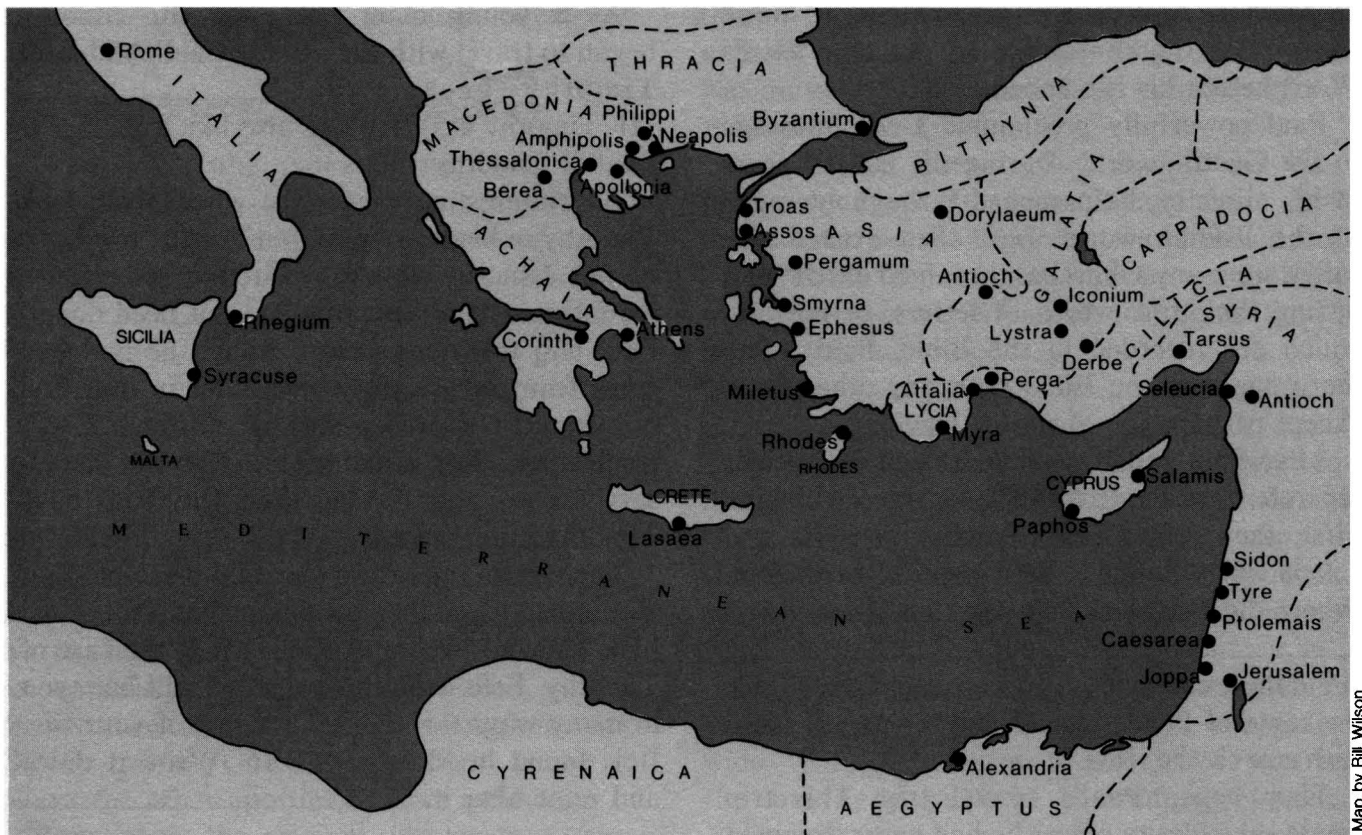 Rome
ITALIA
THRACIA
MACEDONIA
Philippi
Amphipolis
Neapolis
Thessalonica
Berea
Apollonia
Byzantium
BITHYNIA
GALATIA
CAPPADOCIA
Troas
Assos
ASIA
Dorylaeum
Pergamum
Antioch
Iconium
Smyrna
Ephesus
Lystra
Derbe
CILICIA
SYRIA
Tarsus
ACHAIA
Athens
Corinth
Rhegium
SICILIA
Syracuse
MALTA
Miletus
Attalia
Perga
LYCIA
Myra
Seleucia
Antioch
Rhodes
RHODES
CYPRUS
Salamis
Paphos
CRETE
Lasaea
MEDITERRANEAN SEA
Sidon
Tyre
Ptolemais
Caesarea
Joppa
Jerusalem
CYRENAICA
Alexandria
AEGYPTUS
Map by Bill Wilson